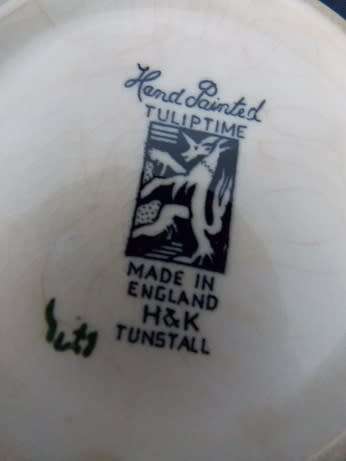 Hand Painted
TULIPTIME
MADE IN
ENGLAND
H&K
TUNSTALL